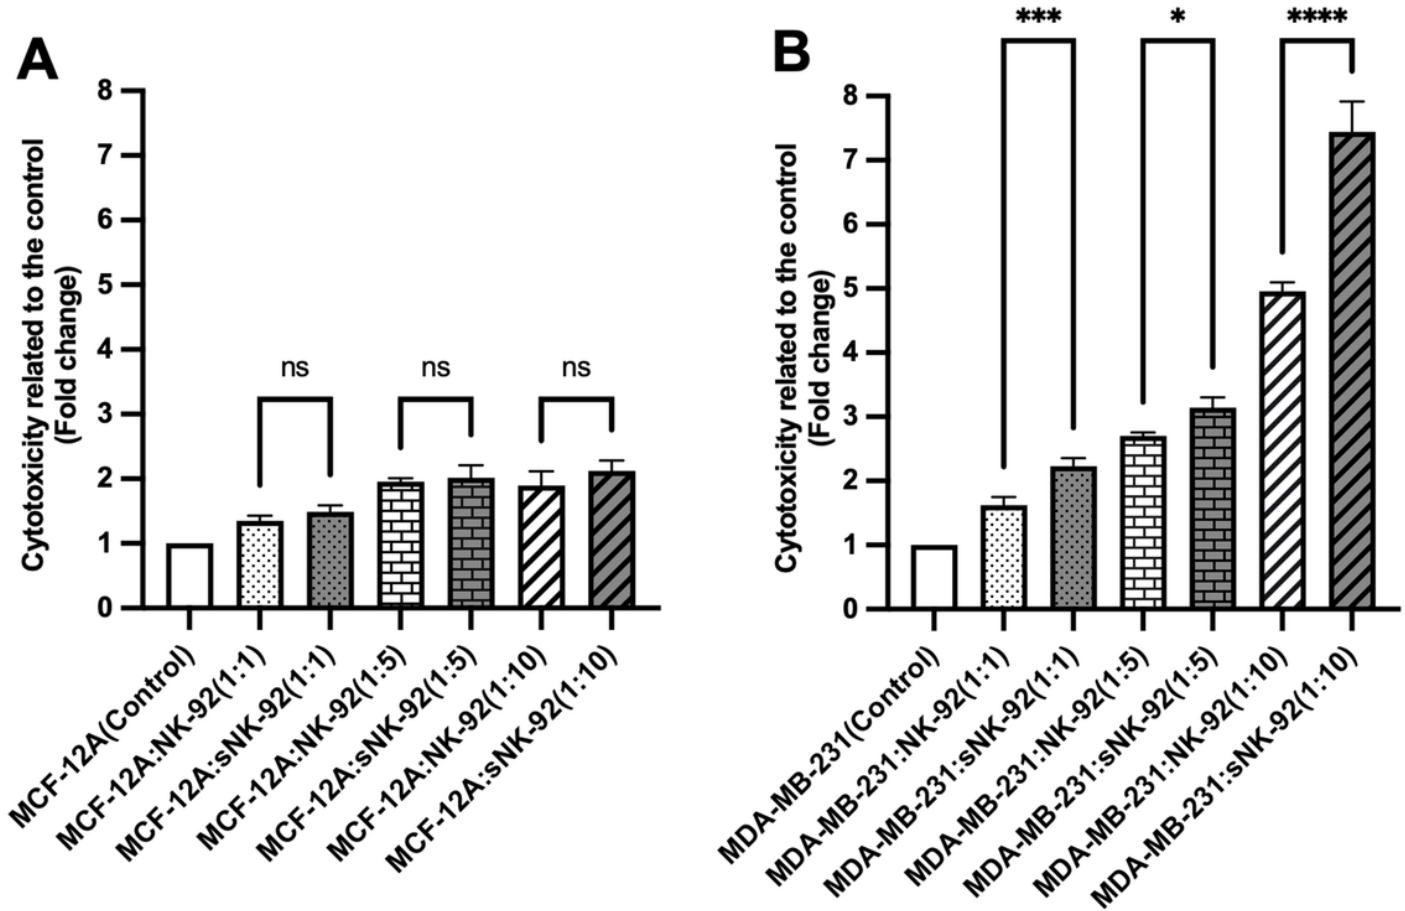 A
Cytotoxicity related to the control
(Fold change)
8
7
6
5
4
3
2
1
0
ns
ns
ns
MCF-12A(Control)
MCF-12A:NK-92(1:1)
MCF-12A:sNK-92(1:1)
MCF-12A:NK-92(1:5)
MCF-12A:sNK-92(1:5)
MCF-12A:NK-92(1:10)
MCF-12A:sNK-92(1:10)
B
Cytotoxicity related to the control
(Fold change)
8
7
6
5
4
3
2
1
0
***
*
****
MDA-MB-231(Control)
MDA-MB-231:NK-92(1:1)
MDA-MB-231:sNK-92(1:1)
MDA-MB-231:NK-92(1:5)
MDA-MB-231:sNK-92(1:5)
MDA-MB-231:NK-92(1:10)
MDA-MB-231:sNK-92(1:10)